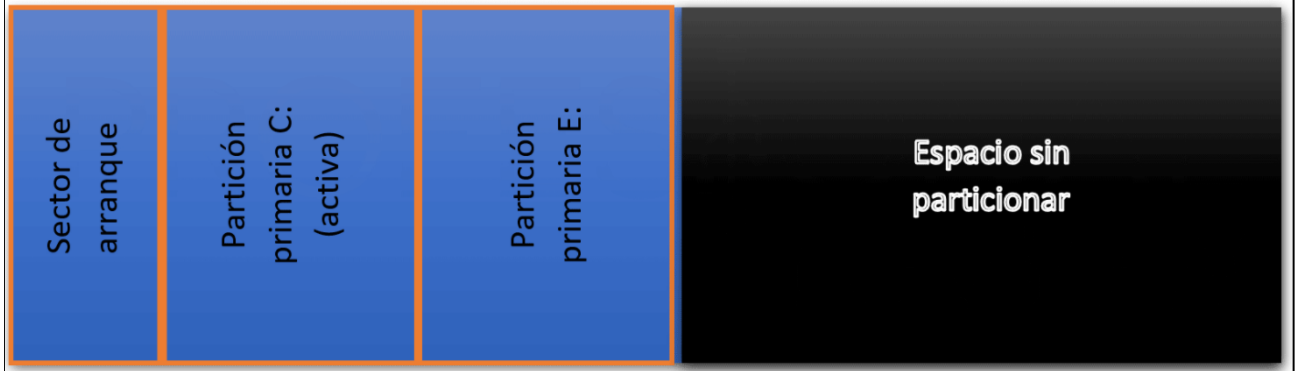 Sector de
arranque
Partición
primaria C:
(activa)
Partición
primaria E:
Espacio sin
particionar